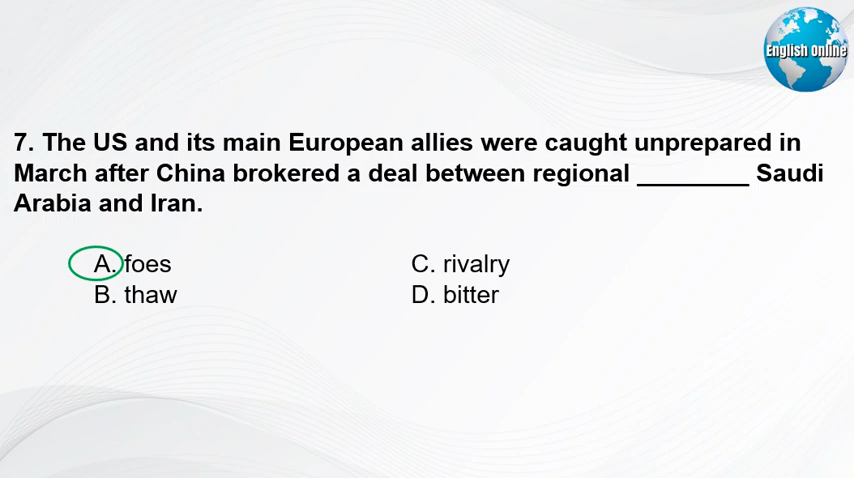 English Online
7. The US and its main European allies were caught unprepared in
March after China brokered a deal between regional ________ Saudi
Arabia and Iran.
A. foes
B. thaw
C. rivalry
D. bitter